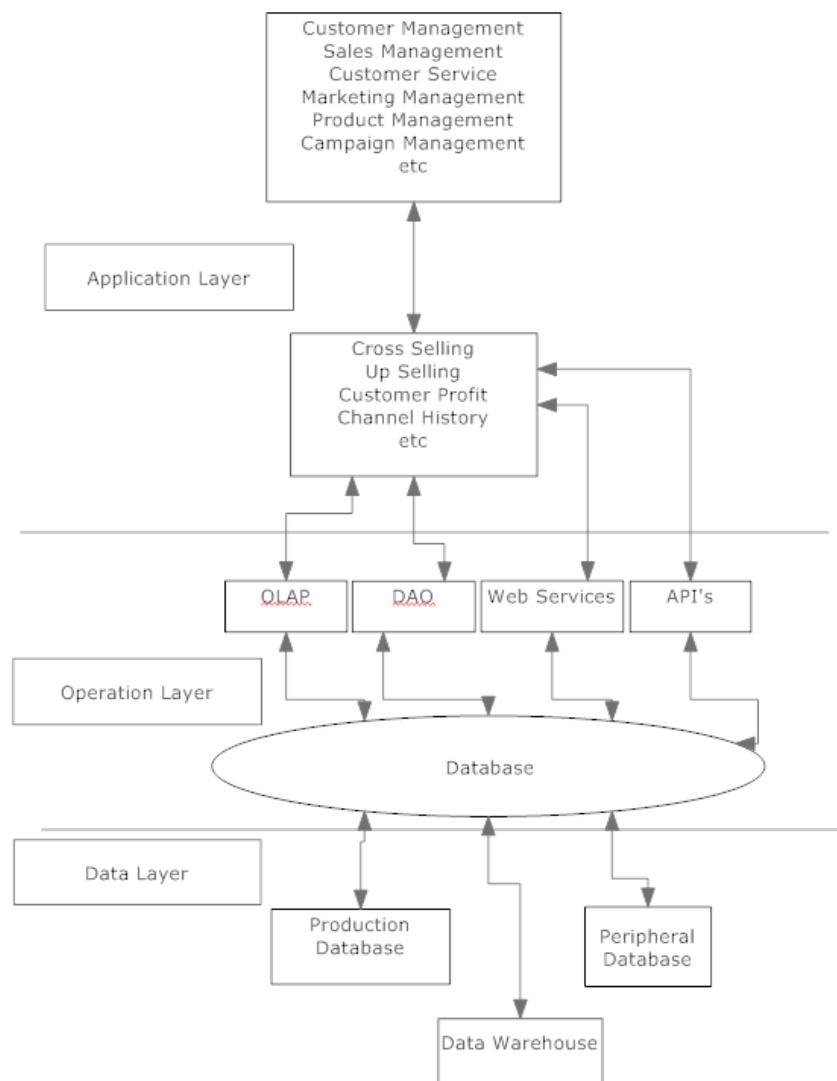 Customer Management
Sales Management
Customer Service
Marketing Management
Product Management
Campaign Management
etc
Application Layer
Cross Selling
Up Selling
Customer Profit
Channel History
etc
OLAP
DAO
Web Services
API's
Operation Layer
Database
Data Layer
Production
Database
Peripheral
Database
Data Warehouse